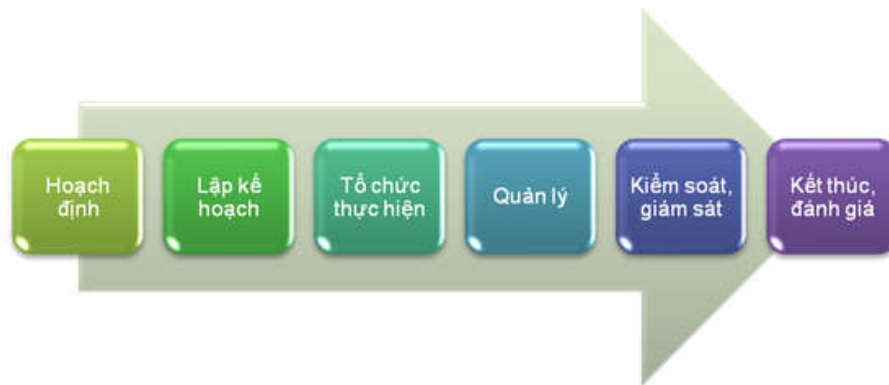 Hoạch
định
Lập kế
hoạch
Tổ chức
thực hiện
Quản lý
Kiểm soát,
giám sát
Kết thúc,
đánh giá